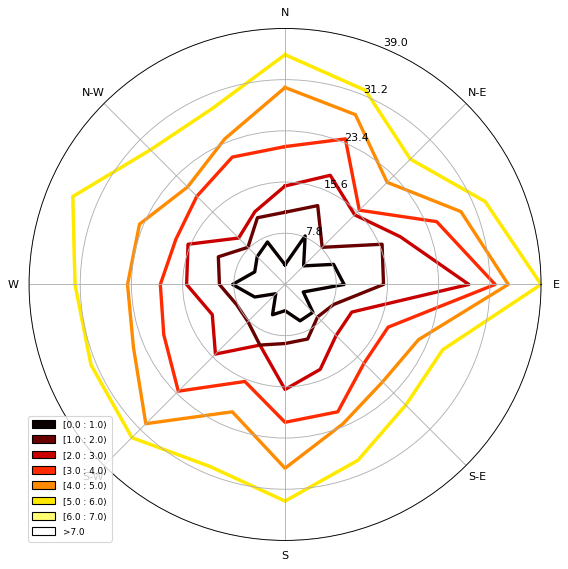 N
39.0
N-W
31.2
N-E
23.4
15.6
7.8
W
E
[0.0 : 1.0)
[1.0 : 2.0)
[2.0 : 3.0)
[3.0 : 4.0)
[4.0 : 5.0)
[5.0 : 6.0)
[6.0 : 7.0)
>7.0
S-W
S-E
S